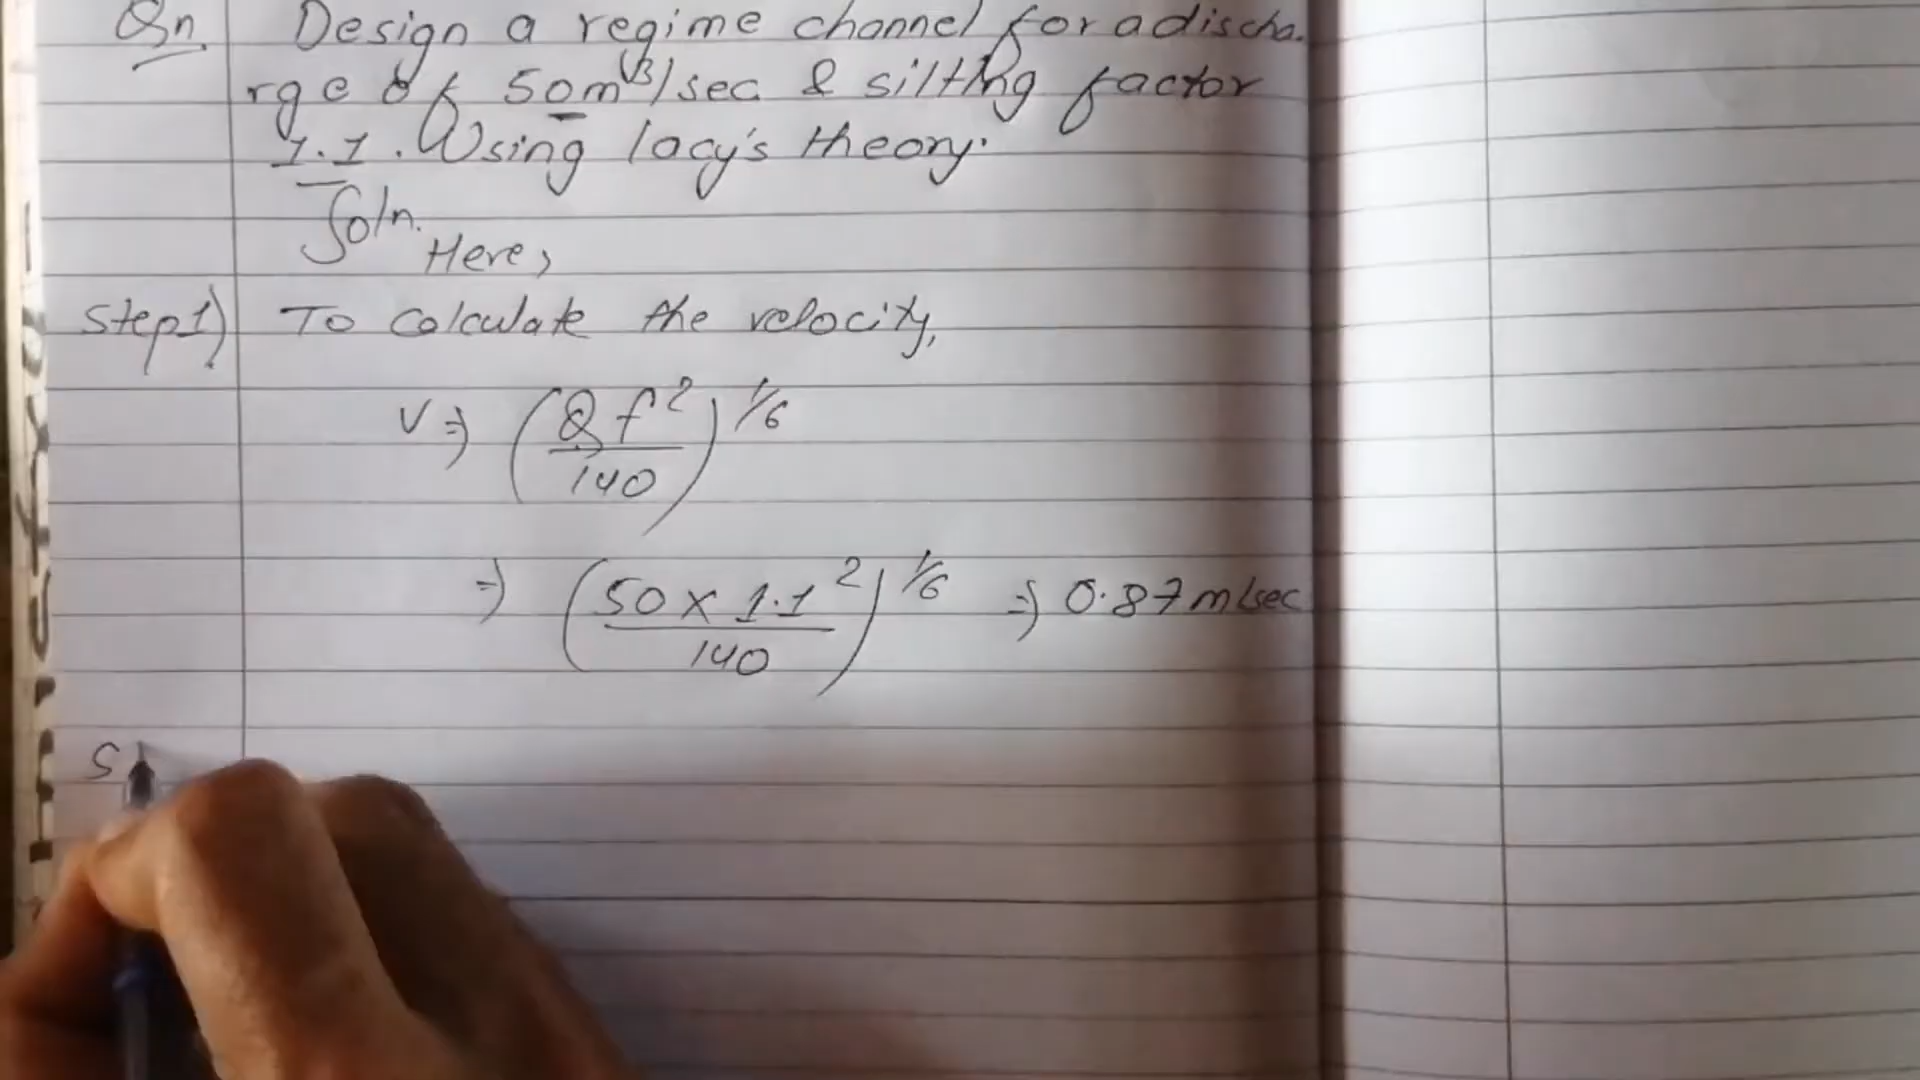 Qn. Design a regime channel for a discha.
rge of 50m³/sec & silting factor
1.1. Using lacy's theory.
Soln.
Here,
Step1) To calculate the velocity,
V ⇒ (Qf²/140)^1/6
⇒ (50 x 1.1²/140)^1/6 ⇒ 0.87m/sec
S